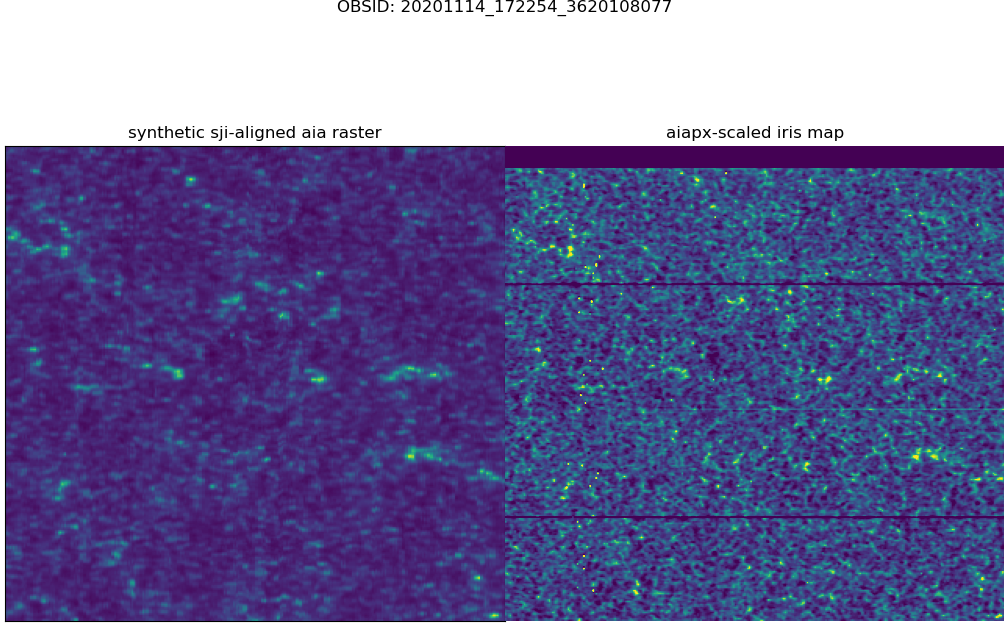 OBSID: 20201114_172254_3620108077
synthetic sji-aligned aia raster
aiapx-scaled iris map